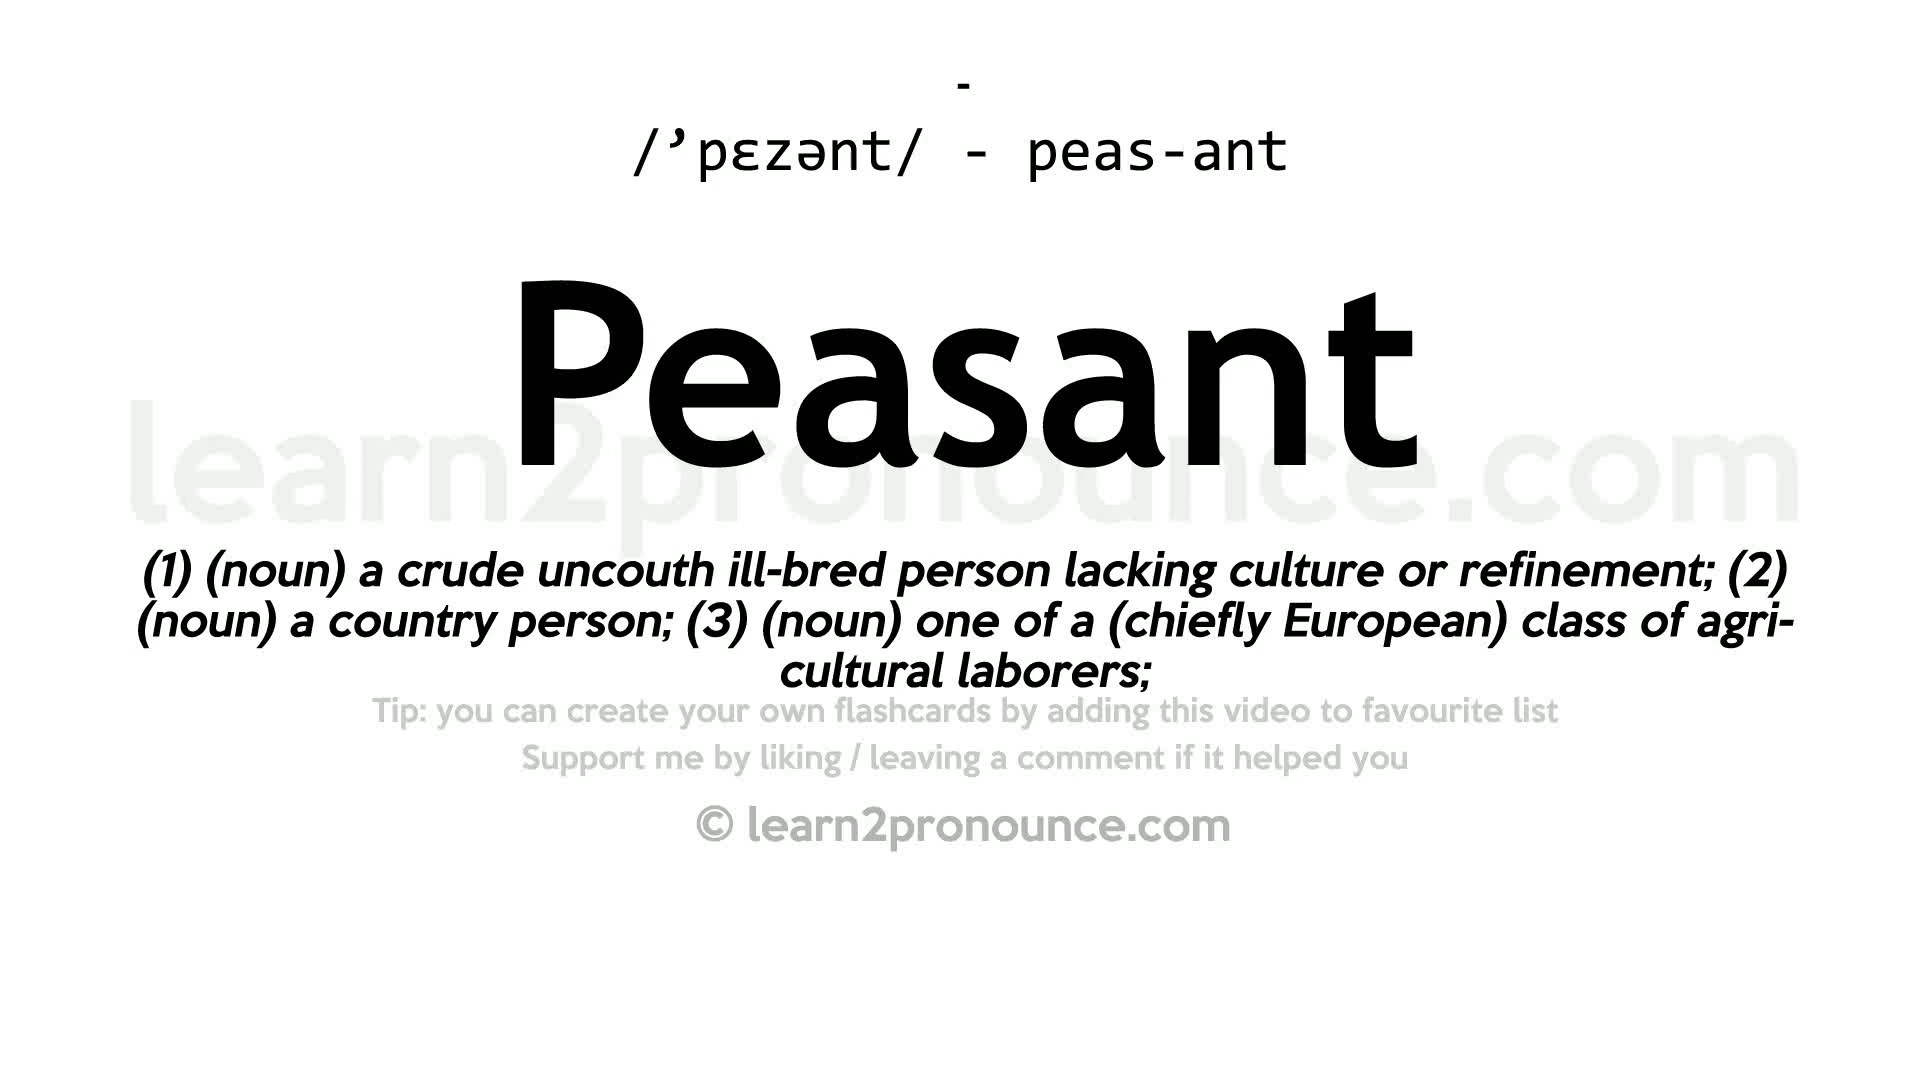 -
/’pɛzənt/ - peas-ant
Peasant
learn2pronounce.com
(1) (noun) a crude uncouth ill-bred person lacking culture or refinement; (2)
(noun) a country person; (3) (noun) one of a (chiefly European) class of agri-
cultural laborers;
Tip: you can create your own flashcards by adding this video to favourite list
Support me by liking / leaving a comment if it helped you
© learn2pronounce.com